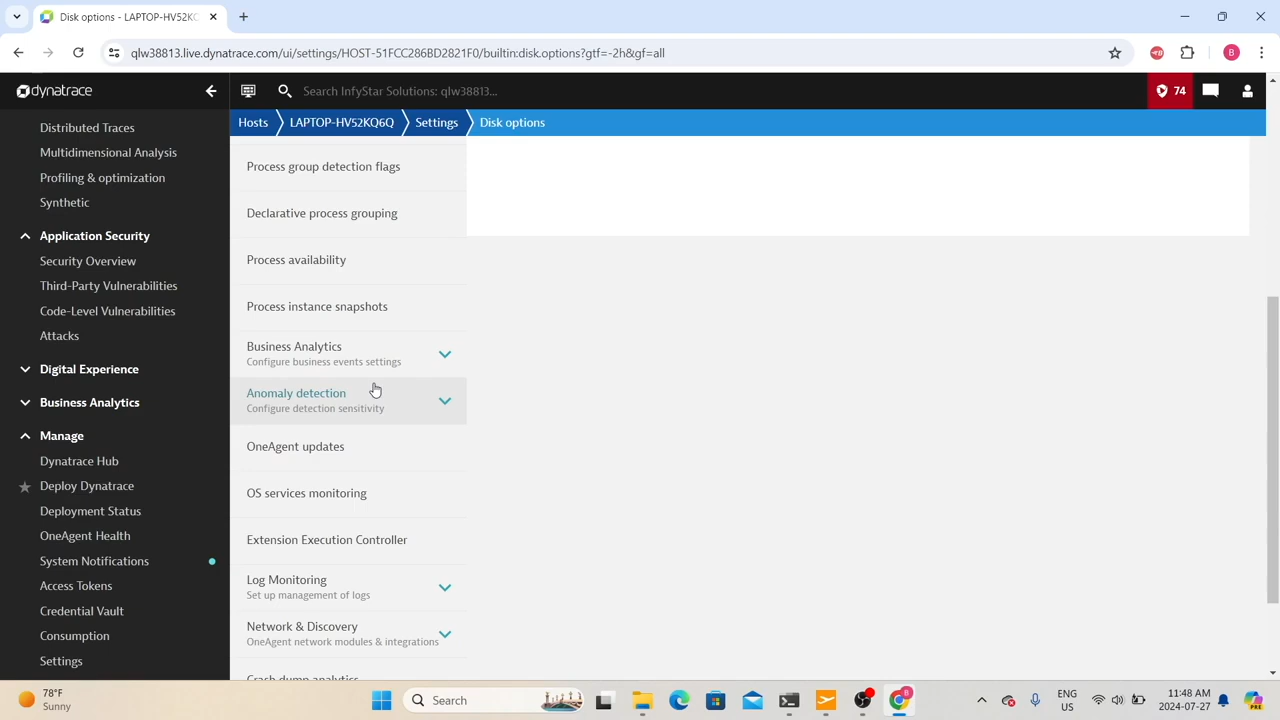 Disk options - LAPTOP-HV52KC
qlw38813.live.dynatrace.com/ui/settings/HOST-51FCC286BD2821F0/builtin:disk.options?gtf=-2h&gf=all
B
dynatrace
Search InfyStar Solutions: qlw38813...
74
Hosts
LAPTOP-HV52KQ6Q
Settings
Disk options
Distributed Traces
Multidimensional Analysis
Profiling & optimization
Synthetic
Application Security
Security Overview
Third-Party Vulnerabilities
Code-Level Vulnerabilities
Attacks
Digital Experience
Business Analytics
Manage
Dynatrace Hub
Deploy Dynatrace
Deployment Status
OneAgent Health
System Notifications
Access Tokens
Credential Vault
Consumption
Settings
Process group detection flags
Declarative process grouping
Process availability
Process instance snapshots
Business Analytics
Configure business events settings
Anomaly detection
Configure detection sensitivity
OneAgent updates
OS services monitoring
Extension Execution Controller
Log Monitoring
Set up management of logs
Network & Discovery
OneAgent network modules & integrations
Crash dump analytics
78°F
Sunny
Search
ENG
US
11:48 AM
2024-07-27